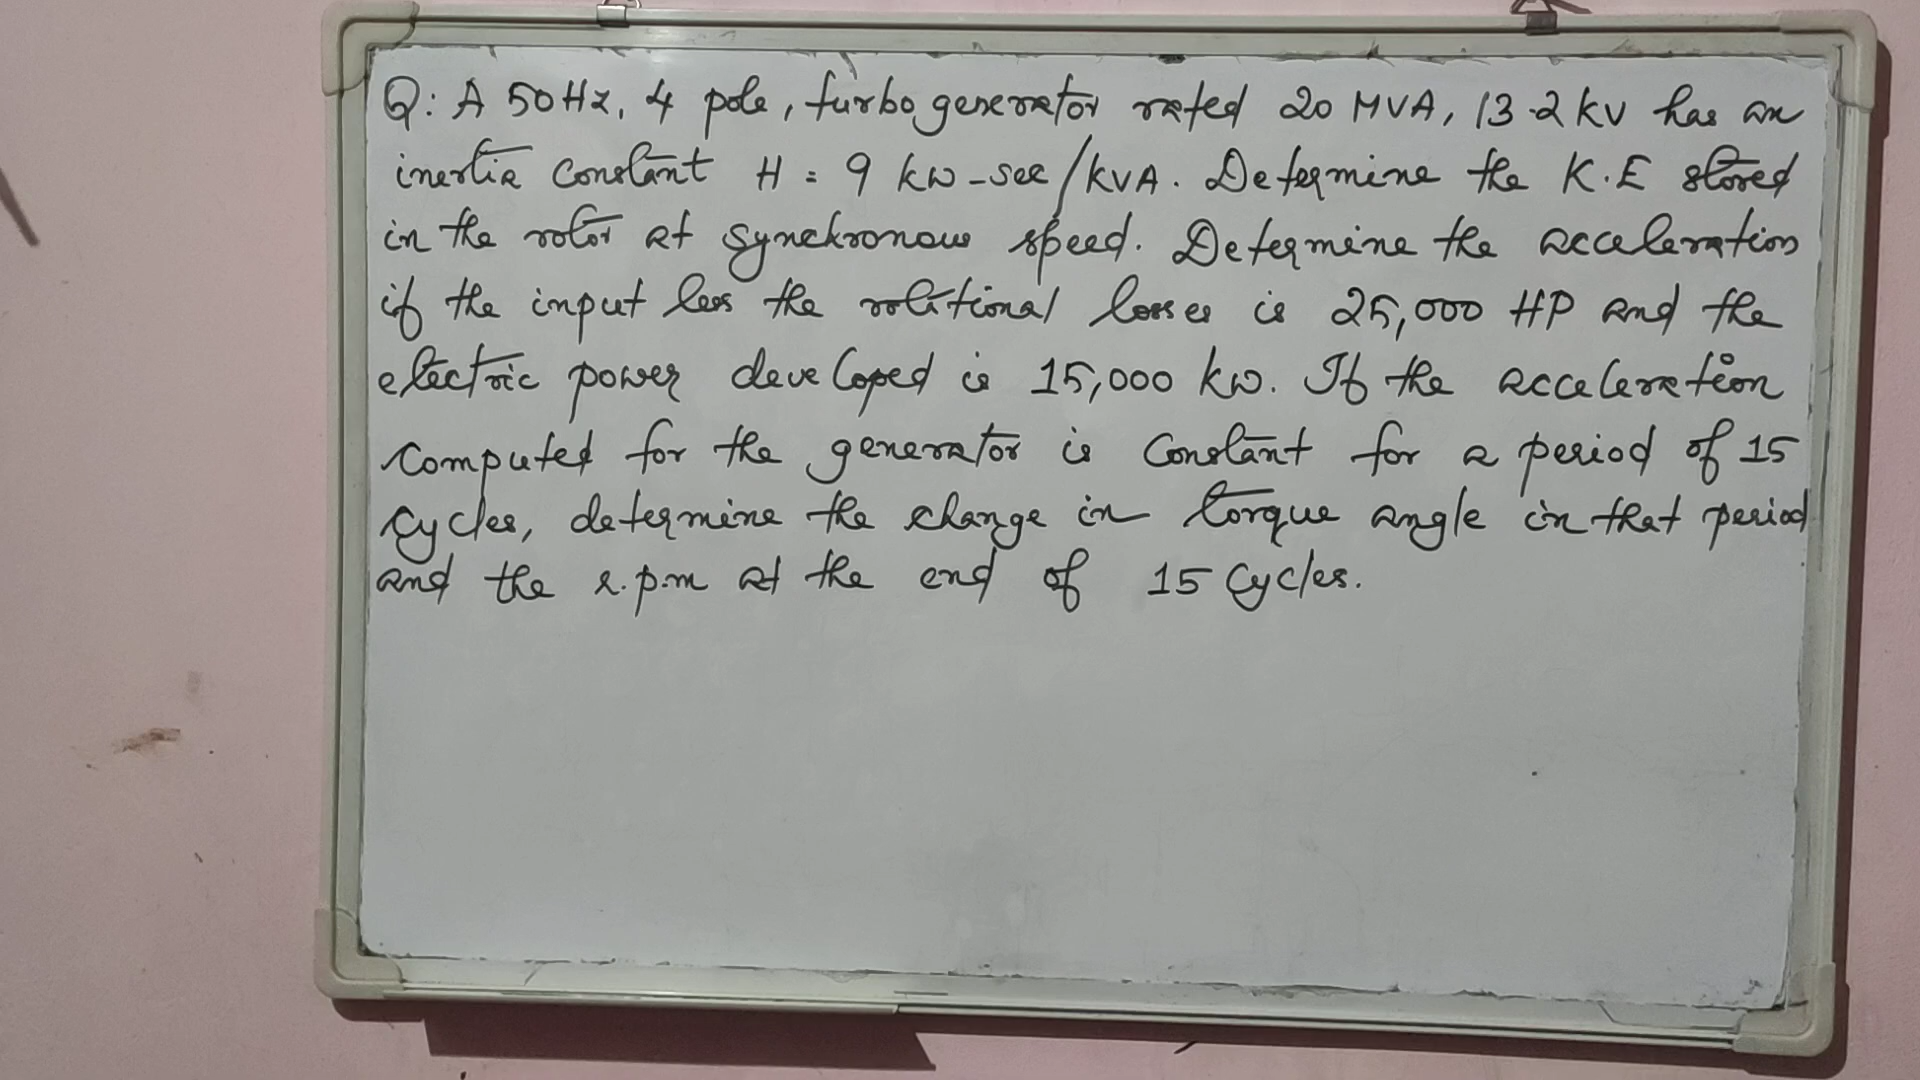 Q: A 50Hz, 4 pole, turbogenerator rated 20 MVA, 13.2 kV has an
inertia constant H = 9 kw-sec/kVA. Determine the K.E stored
in the rotor at synchronous speed. Determine the acceleration
if the input less the rotational losses is 25,000 HP and the
electric power developed is 15,000 kw. If the acceleration
computed for the generator is constant for a period of 15
cycles, determine the change in torque angle in that period
and the r.p.m at the end of 15 cycles.